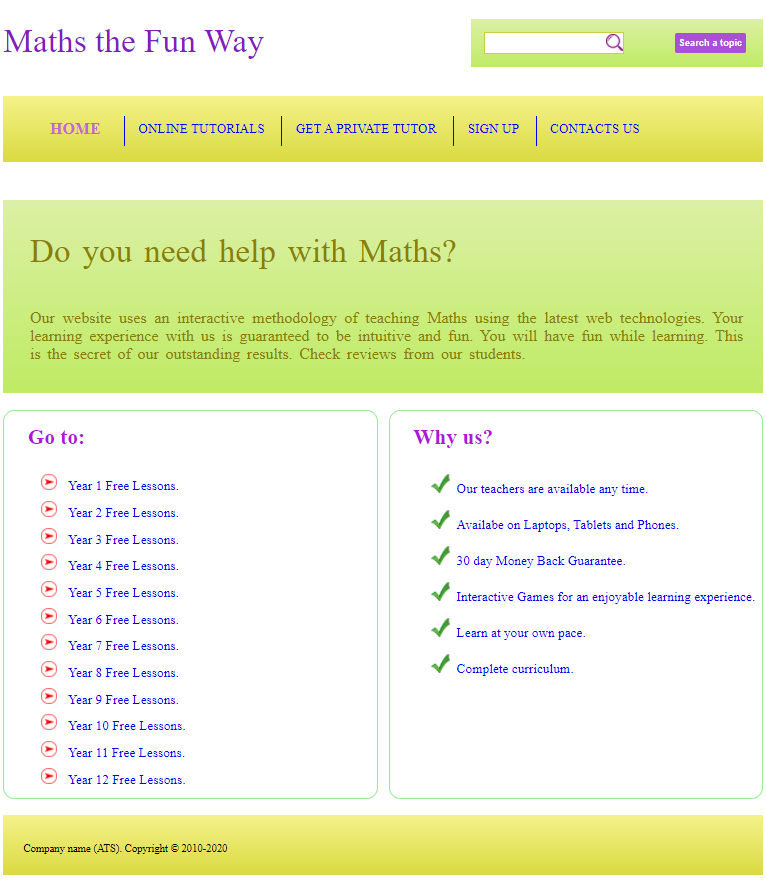 Maths the Fun Way
Search a topic
HOME ONLINE TUTORIALS GET A PRIVATE TUTOR SIGN UP CONTACTS US
Do you need help with Maths?
Our website uses an interactive methodology of teaching Maths using the latest web technologies. Your
learning experience with us is guaranteed to be intuitive and fun. You will have fun while learning. This
is the secret of our outstanding results. Check reviews from our students.
Go to:
Year 1 Free Lessons.
Year 2 Free Lessons.
Year 3 Free Lessons.
Year 4 Free Lessons.
Year 5 Free Lessons.
Year 6 Free Lessons.
Year 7 Free Lessons.
Year 8 Free Lessons.
Year 9 Free Lessons.
Year 10 Free Lessons.
Year 11 Free Lessons.
Year 12 Free Lessons.
Why us?
Our teachers are available any time.
Availabe on Laptops, Tablets and Phones.
30 day Money Back Guarantee.
Interactive Games for an enjoyable learning experience.
Learn at your own pace.
Complete curriculum.
Company name (ATS). Copyright © 2010-2020